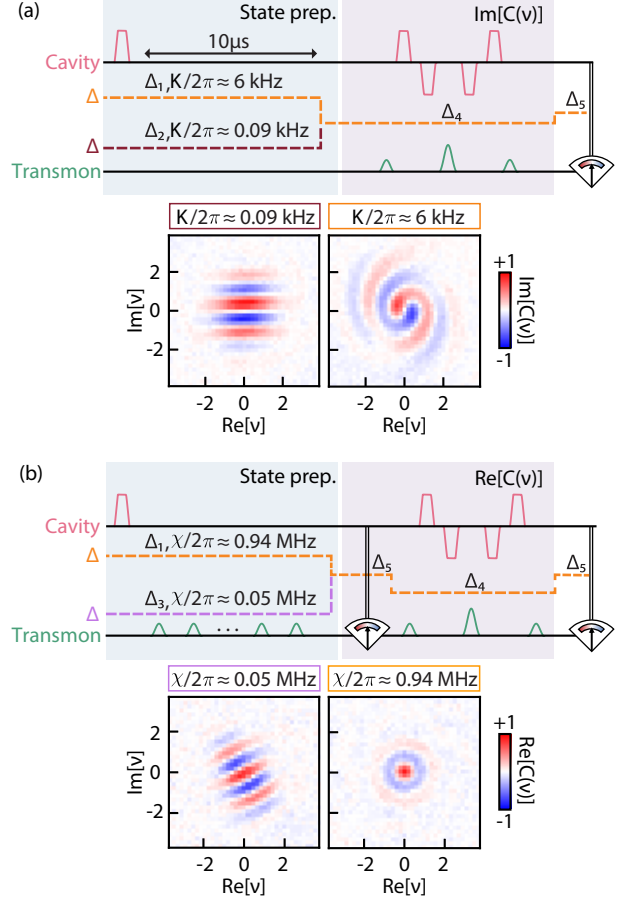 (a)
State prep.
Im[C(ν)]
10μs
Cavity
Δ₁,K/2π≈ 6 kHz
Δ
Δ₄
Δ₅
Δ₂,K/2π≈ 0.09 kHz
Δ
Transmon
K/2π≈ 0.09 kHz
K/2π≈ 6 kHz
Im[ν]
2
0
-2
-2 0 2
-2 0 2
Re[ν]
Re[ν]
+1
-1
Im[C(ν)]
(b)
State prep.
Re[C(ν)]
Cavity
Δ₁,χ/2π≈ 0.94 MHz
Δ
Δ₅
Δ₅
Δ₄
Δ₃,χ/2π≈ 0.05 MHz
Δ
...
Transmon
χ/2π≈ 0.05 MHz
χ/2π≈ 0.94 MHz
Im[ν]
2
0
-2
-2 0 2
-2 0 2
Re[ν]
Re[ν]
+1
-1
Re[C(ν)]